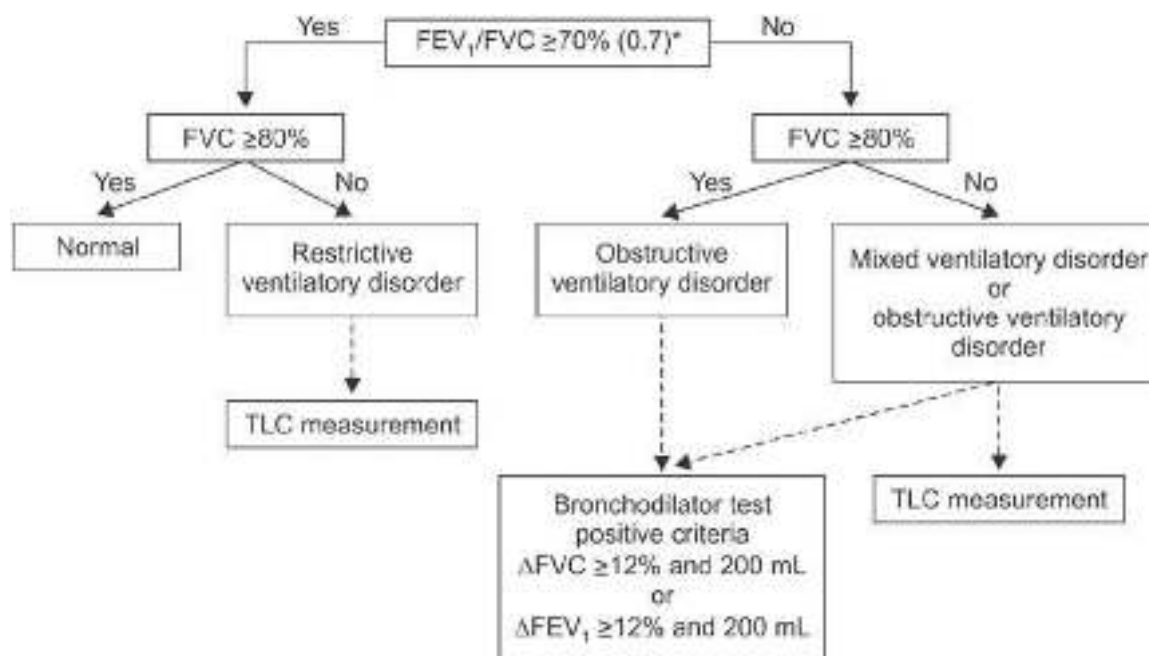 Yes
FEV₁/FVC ≥70% (0.7)*
No
FVC ≥80%
FVC ≥80%
Yes
No
Yes
No
Normal
Restrictive
ventilatory disorder
Obstructive
ventilatory disorder
Mixed ventilatory disorder
or
obstructive ventilatory
disorder
TLC measurement
Bronchodilator test
positive criteria
ΔFVC ≥12% and 200 mL
or
ΔFEV₁ ≥12% and 200 mL
TLC measurement